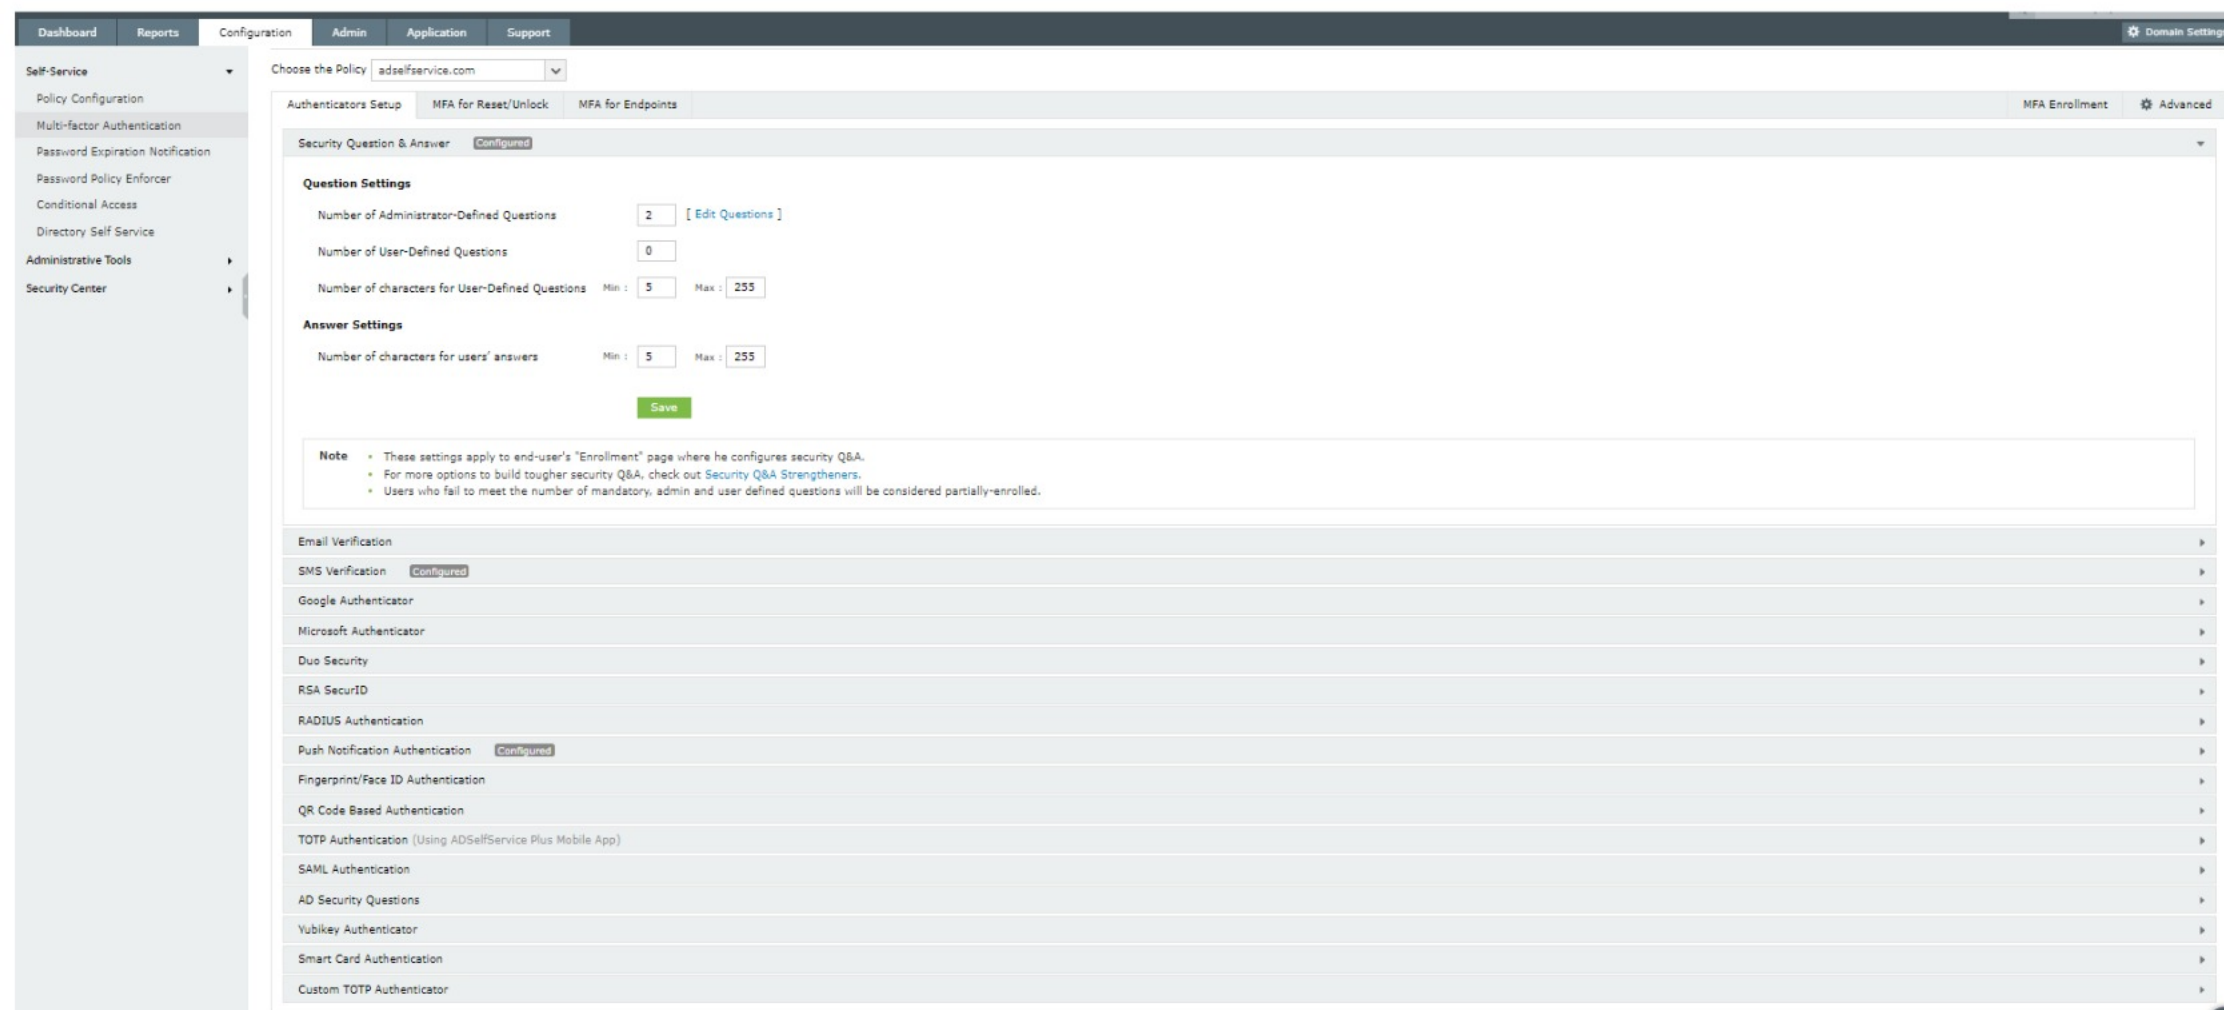 Dashboard Reports Configuration Admin Application Support
Domain Settings
Self-Service
Policy Configuration
Multi-factor Authentication
Password Expiration Notification
Password Policy Enforcer
Conditional Access
Directory Self Service
Administrative Tools
Security Center
Choose the Policy adselfservice.com
Authenticators Setup MFA for Reset/Unlock MFA for Endpoints MFA Enrollment Advanced
Security Question & Answer Configured
Question Settings
Number of Administrator-Defined Questions 2 [ Edit Questions ]
Number of User-Defined Questions 0
Number of characters for User-Defined Questions Min : 5 Max : 255
Answer Settings
Number of characters for users' answers Min : 5 Max : 255
Save
Note • These settings apply to end-user's "Enrollment" page where he configures security Q&A.
• For more options to build tougher security Q&A, check out Security Q&A Strengtheners.
• Users who fail to meet the number of mandatory, admin and user defined questions will be considered partially-enrolled.
Email Verification
SMS Verification Configured
Google Authenticator
Microsoft Authenticator
Duo Security
RSA SecurID
RADIUS Authentication
Push Notification Authentication Configured
Fingerprint/Face ID Authentication
QR Code Based Authentication
TOTP Authentication (Using ADSelfService Plus Mobile App)
SAML Authentication
AD Security Questions
Yubikey Authenticator
Smart Card Authentication
Custom TOTP Authenticator